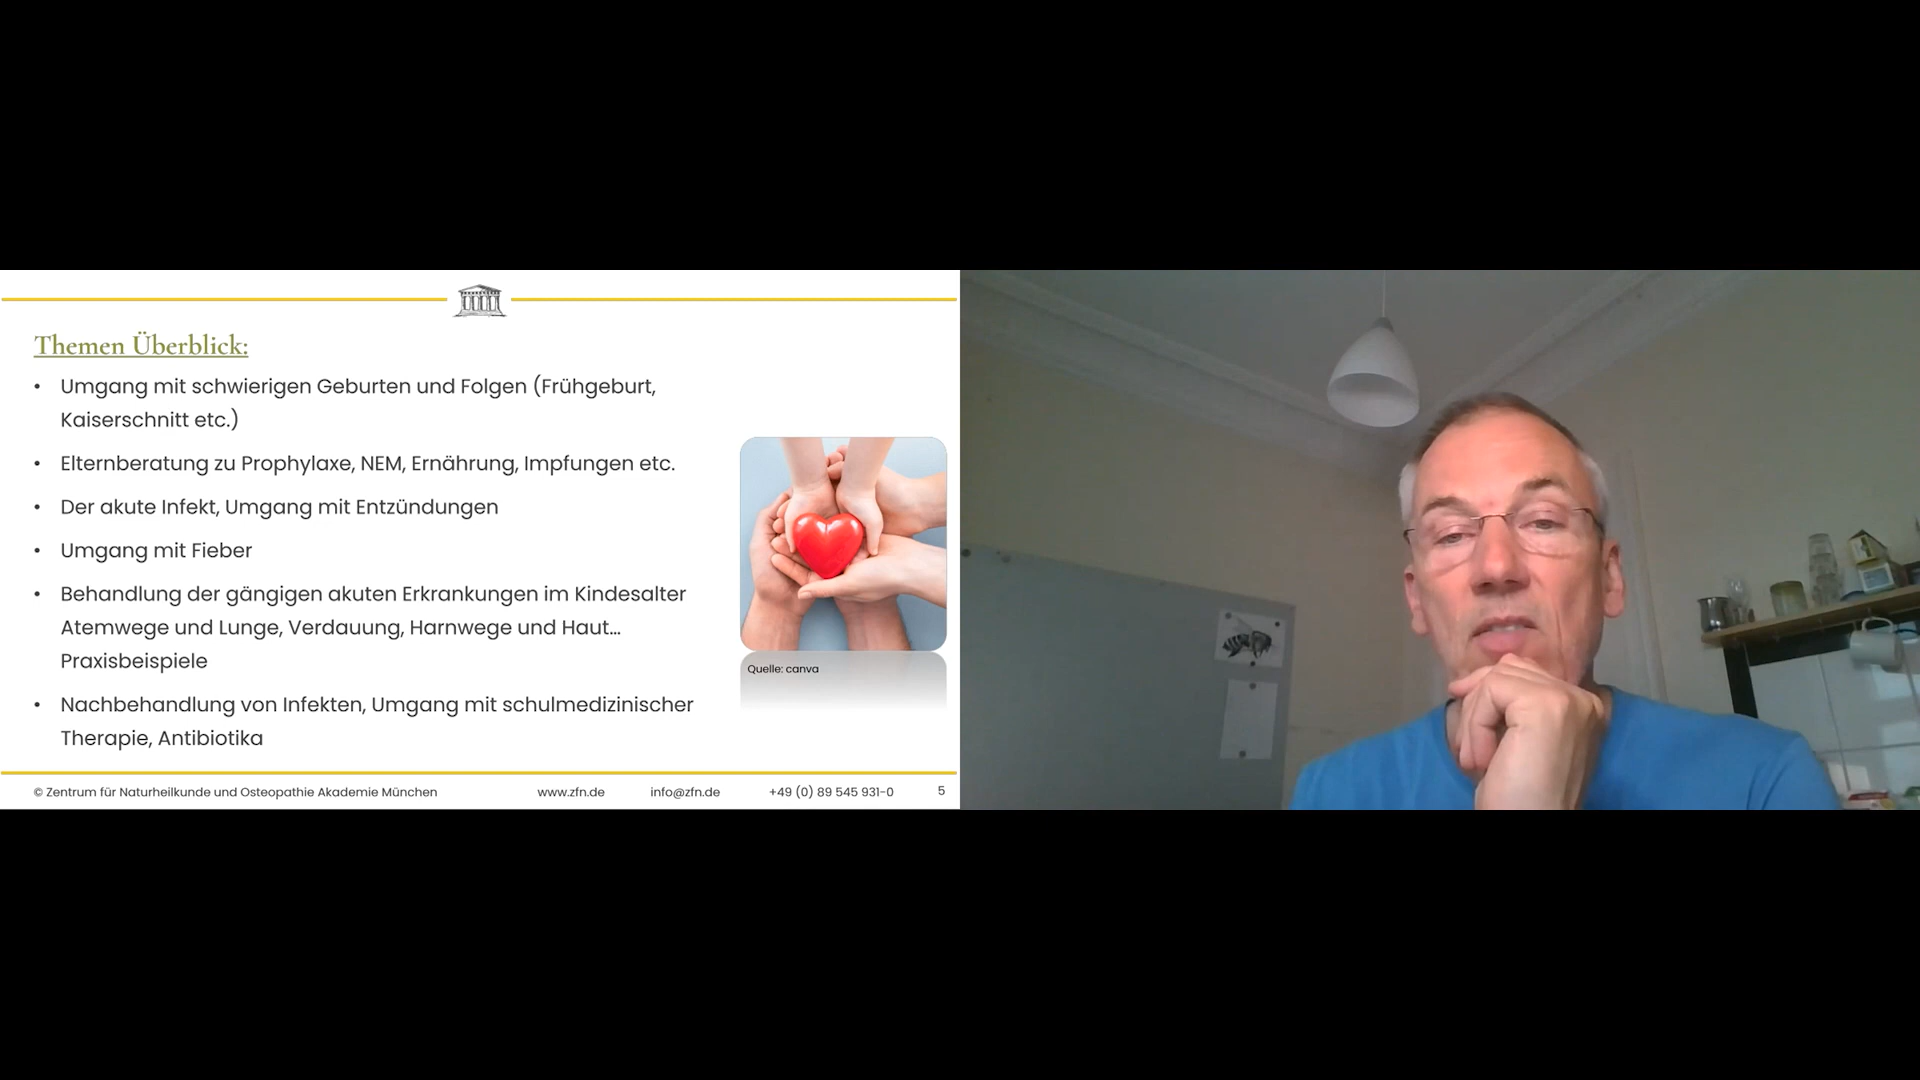 Themen Überblick:
• Umgang mit schwierigen Geburten und Folgen (Frühgeburt,
Kaiserschnitt etc.)
• Elternberatung zu Prophylaxe, NEM, Ernährung, Impfungen etc.
• Der akute Infekt, Umgang mit Entzündungen
• Umgang mit Fieber
• Behandlung der gängigen akuten Erkrankungen im Kindesalter
Atemwege und Lunge, Verdauung, Harnwege und Haut...
Praxisbeispiele
• Nachbehandlung von Infekten, Umgang mit schulmedizinischer
Therapie, Antibiotika
Quelle: canva
© Zentrum für Naturheilkunde und Osteopathie Akademie München www.zfn.de info@zfn.de +49 (0) 89 545 931-0 5